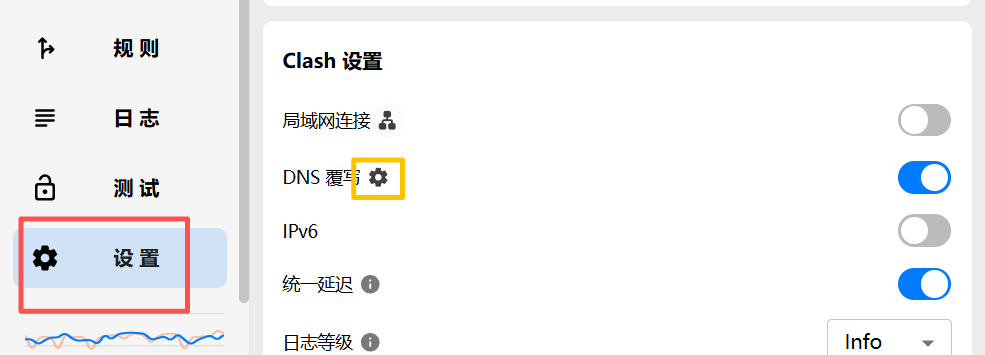 规则
日志
测试
设置
Clash 设置
局域网连接
DNS 覆写
IPv6
统一延迟
日志等级
Info